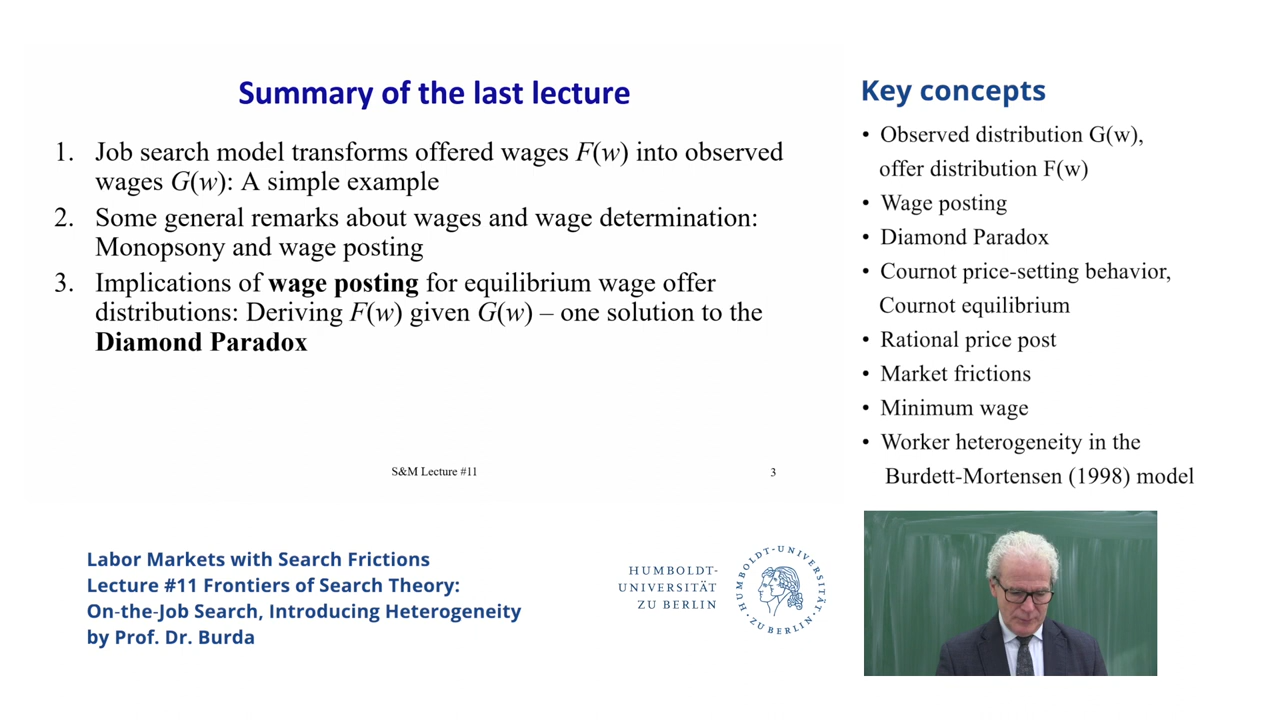 Summary of the last lecture
1. Job search model transforms offered wages F(w) into observed
wages G(w): A simple example
2. Some general remarks about wages and wage determination:
Monopsony and wage posting
3. Implications of wage posting for equilibrium wage offer
distributions: Deriving F(w) given G(w) – one solution to the
Diamond Paradox
S&M Lecture #11
3
Key concepts
• Observed distribution G(w),
offer distribution F(w)
• Wage posting
• Diamond Paradox
• Cournot price-setting behavior,
Cournot equilibrium
• Rational price post
• Market frictions
• Minimum wage
• Worker heterogeneity in the
Burdett-Mortensen (1998) model
Labor Markets with Search Frictions
Lecture #11 Frontiers of Search Theory:
On-the-Job Search, Introducing Heterogeneity
by Prof. Dr. Burda
HUMBOLDT-
UNIVERSITÄT
ZU BERLIN
HUMBOLDT-UNIVERSITÄT
ZU BERLIN